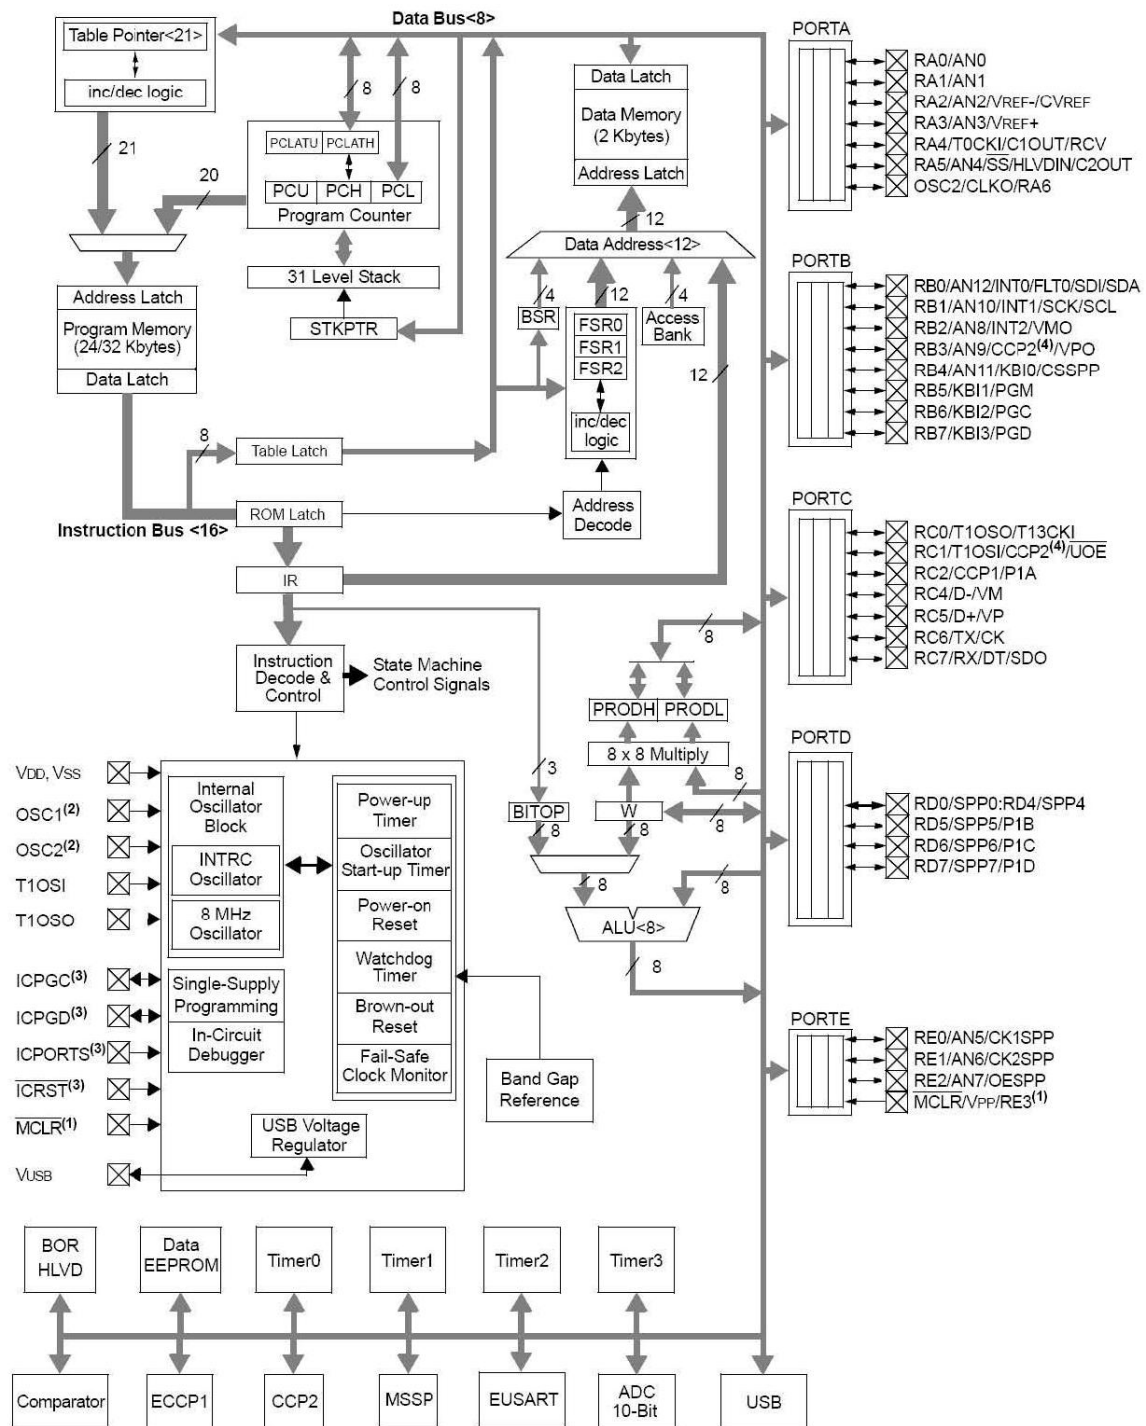 Data Bus<8>
Table Pointer<21>
inc/dec logic
21
20
8
8
PCLATU PCLATH
PCU PCH PCL
Program Counter
31 Level Stack
STKPTR
Data Latch
Data Memory
(2 Kbytes)
Address Latch
12
Data Address<12>
4
12
4
BSR
FSR0
FSR1
FSR2
inc/dec
logic
Access
Bank
12
Address Latch
Program Memory
(24/32 Kbytes)
Data Latch
8
Table Latch
ROM Latch
Instruction Bus <16>
Address
Decode
IR
Instruction
Decode &
Control
State Machine
Control Signals
8
PRODH PRODL
8 x 8 Multiply
3
8
BITOP
W
8
8
8
8
8
ALU<8>
8
VDD, VSS
OSC1(2)
OSC2(2)
T1OSI
T1OSO
ICPGC(3)
ICPGD(3)
ICPORTS(3)
ICRST(3)
MCLR(1)
VUSB
Internal
Oscillator
Block
INTRC
Oscillator
8 MHz
Oscillator
Single-Supply
Programming
In-Circuit
Debugger
Power-up
Timer
Oscillator
Start-up Timer
Power-on
Reset
Watchdog
Timer
Brown-out
Reset
Fail-Safe
Clock Monitor
USB Voltage
Regulator
Band Gap
Reference
PORTA
RA0/AN0
RA1/AN1
RA2/AN2/VREF-/CVREF
RA3/AN3/VREF+
RA4/T0CKI/C1OUT/RCV
RA5/AN4/SS/HLVDIN/C2OUT
OSC2/CLKO/RA6
PORTB
RB0/AN12/INT0/FLT0/SDI/SDA
RB1/AN10/INT1/SCK/SCL
RB2/AN8/INT2/VMO
RB3/AN9/CCP2(4)/VPO
RB4/AN11/KBI0/CSSPP
RB5/KBI1/PGM
RB6/KBI2/PGC
RB7/KBI3/PGD
PORTC
RC0/T1OSO/T13CKI
RC1/T1OSI/CCP2(4)/UOE
RC2/CCP1/P1A
RC4/D-/VM
RC5/D+/VP
RC6/TX/CK
RC7/RX/DT/SDO
PORTD
RD0/SPP0:RD4/SPP4
RD5/SPP5/P1B
RD6/SPP6/P1C
RD7/SPP7/P1D
PORTE
RE0/AN5/CK1SPP
RE1/AN6/CK2SPP
RE2/AN7/OESPP
MCLR/VPP/RE3(1)
BOR
HLVD
Data
EEPROM
Timer0
Timer1
Timer2
Timer3
Comparator
ECCP1
CCP2
MSSP
EUSART
ADC
10-Bit
USB